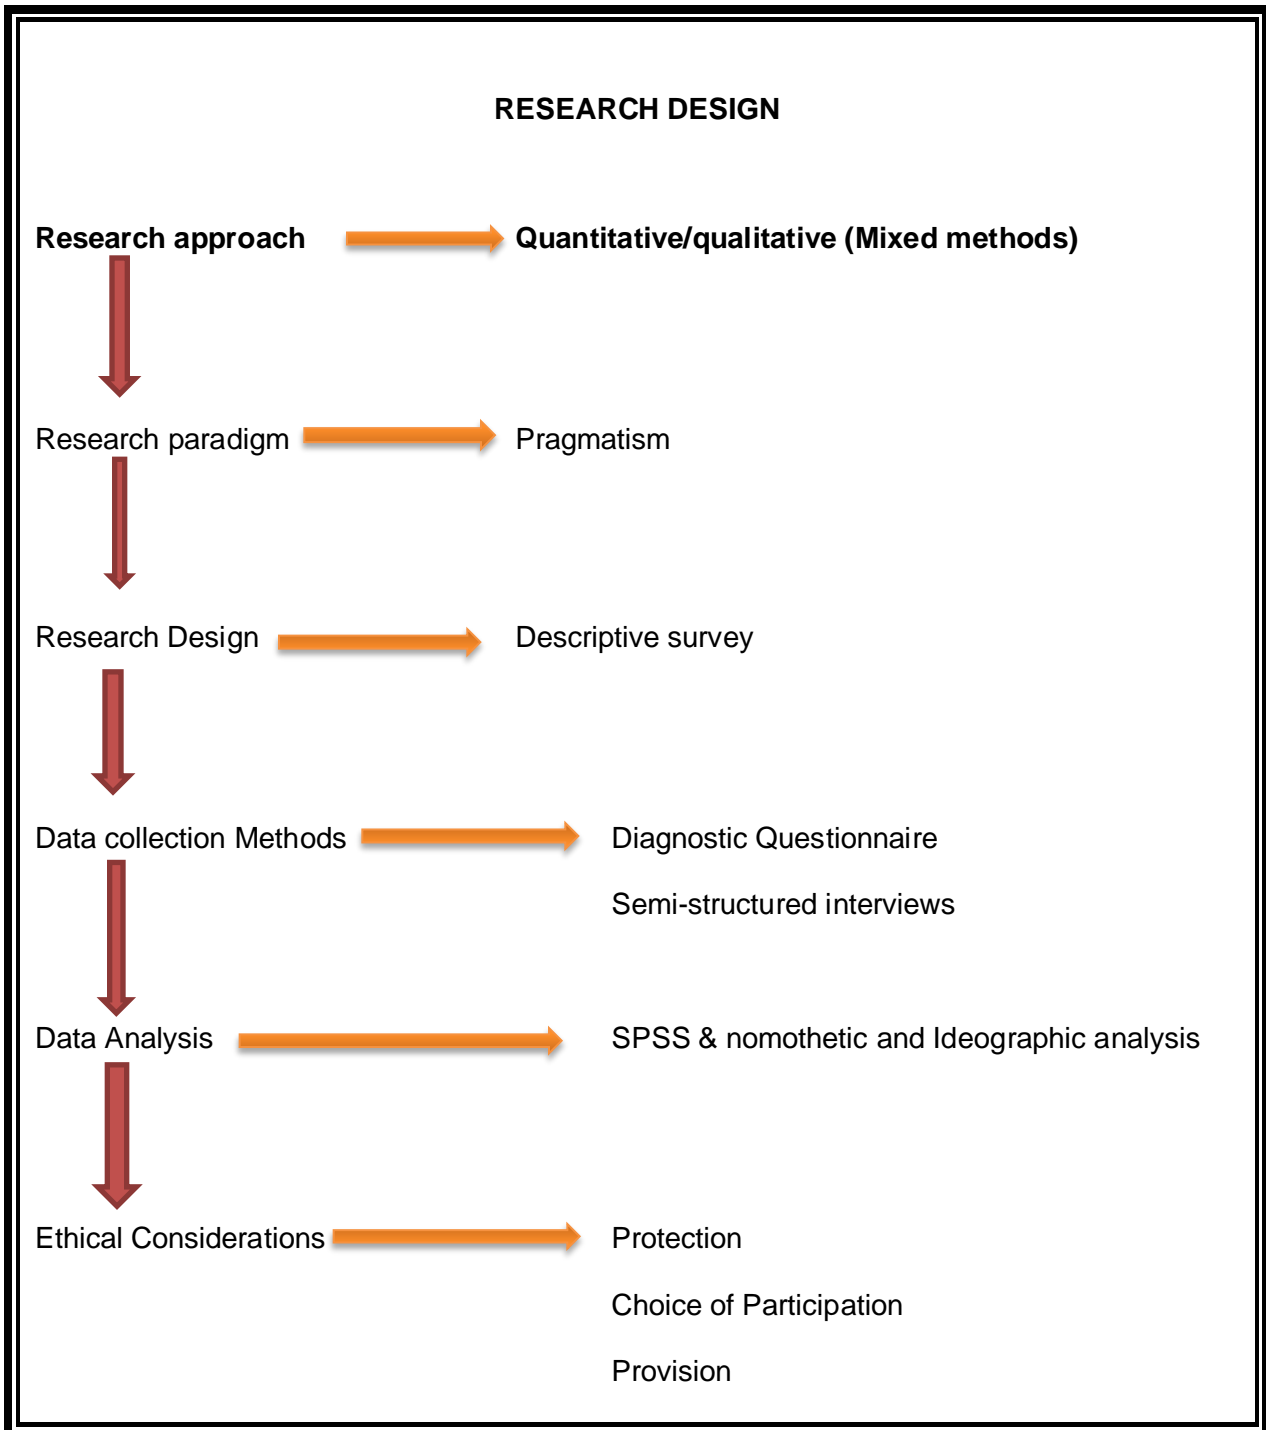 RESEARCH DESIGN
Research approach Quantitative/qualitative (Mixed methods)
Research paradigm Pragmatism
Research Design Descriptive survey
Data collection Methods Diagnostic Questionnaire
Semi-structured interviews
Data Analysis SPSS & nomothetic and Ideographic analysis
Ethical Considerations Protection
Choice of Participation
Provision